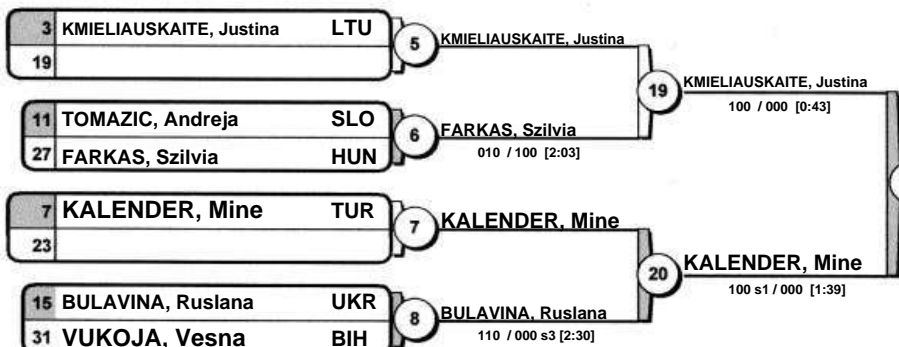 3 KMIELIAUSKAITE, Justina LTU
19
5
KMIELIAUSKAITE, Justina
11 TOMAZIC, Andreja SLO
27 FARKAS, Szilvia HUN
6
FARKAS, Szilvia
010 / 100 [2:03]
19
KMIELIAUSKAITE, Justina
100 / 000 [0:43]
7 KALENDER, Mine TUR
23
7
KALENDER, Mine
15 BULAVINA, Ruslana UKR
31 VUKOJA, Vesna BIH
8
BULAVINA, Ruslana
110 / 000 s3 [2:30]
20
KALENDER, Mine
100 s1 / 000 [1:39]